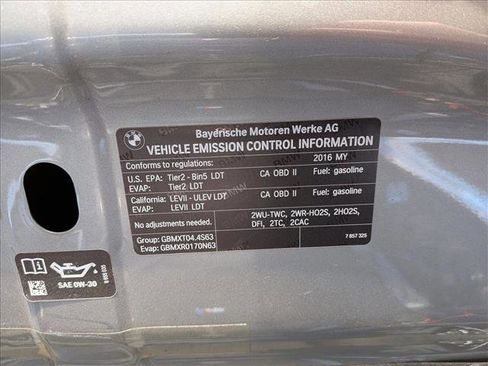 Bayerische Motoren Werke AG
VEHICLE EMISSION CONTROL INFORMATION
Conforms to regulations: 2016 MY
U.S. EPA: Tier2 - Bin5 LDT CA OBD II Fuel: gasoline
EVAP: Tier2 LDT
California: LEVII - ULEV LDT CA OBD II Fuel: gasoline
EVAP: LEVII LDT
No adjustments needed. 2WU-TWC, 2WR-HO2S, 2HO2S,
DFI, 2TC, 2CAC
Group: GBMXT04.4S63
Evap: GBMXR0170N63 7 857 325
SAE 0W-30